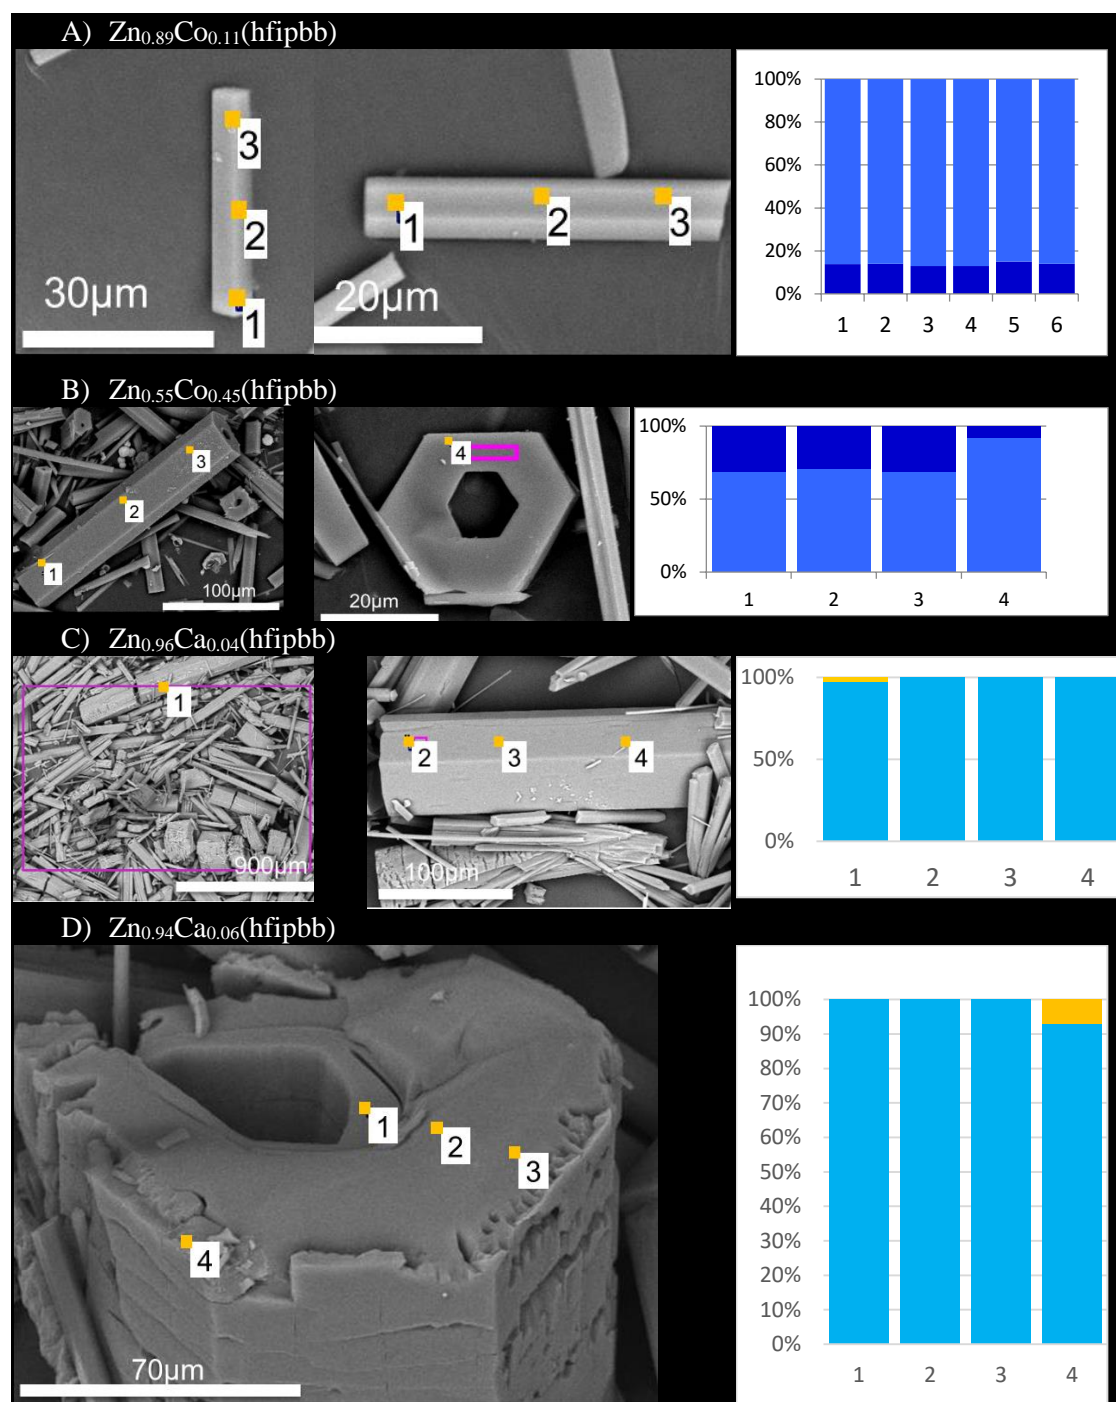 A) Zn0.89Co0.11(hfipbb)
3
2
1
30µm
1
2
3
20µm
100%
80%
60%
40%
20%
0%
1 2 3 4 5 6
B) Zn0.55Co0.45(hfipbb)
3
2
1
100µm
4
20µm
100%
50%
0%
1 2 3 4
C) Zn0.96Ca0.04(hfipbb)
1
900µm
2 3 4
100µm
100%
50%
0%
1 2 3 4
D) Zn0.94Ca0.06(hfipbb)
1
2
3
4
70µm
100%
90%
80%
70%
60%
50%
40%
30%
20%
10%
0%
1 2 3 4